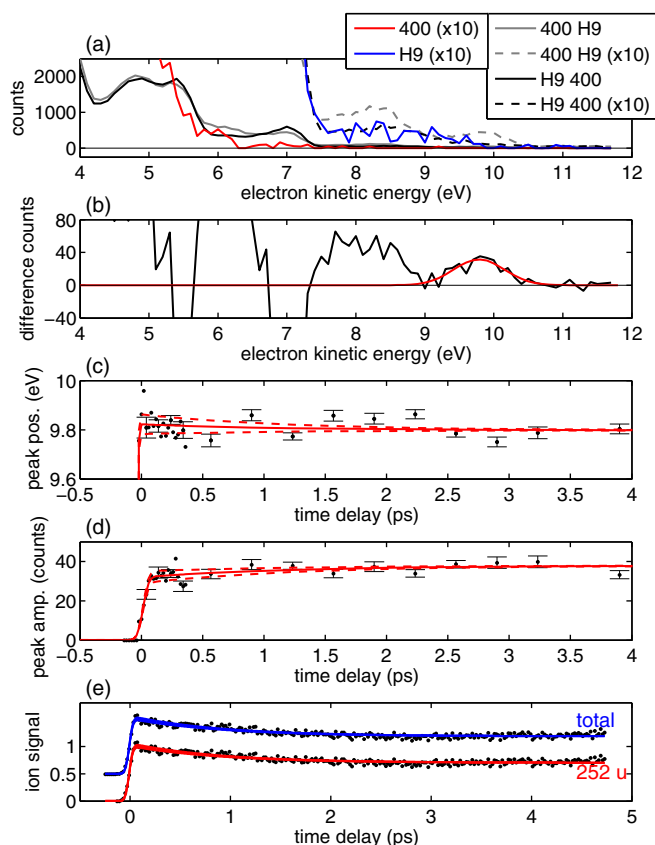 (a)
400 (x10)
H9 (x10)
400 H9
400 H9 (x10)
H9 400
H9 400 (x10)
counts
2000
1000
0
4 5 6 7 8 9 10 11 12
electron kinetic energy (eV)
(b)
difference counts
80
40
0
−40
4 5 6 7 8 9 10 11 12
electron kinetic energy (eV)
(c)
peak pos. (eV)
10
9.8
9.6
−0.5 0 0.5 1 1.5 2 2.5 3 3.5 4
time delay (ps)
(d)
peak amp. (counts)
40
20
0
−0.5 0 0.5 1 1.5 2 2.5 3 3.5 4
time delay (ps)
(e)
ion signal
1
0.5
0
total
252 u
0 1 2 3 4 5
time delay (ps)